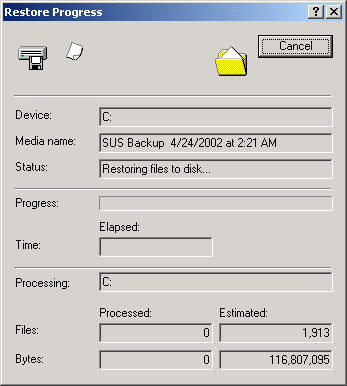 Restore Progress
Cancel
Device: C:
Media name: SUS Backup 4/24/2002 at 2:21 AM
Status: Restoring files to disk...
Progress:
Elapsed:
Time:
Processing: C:
Processed: Estimated:
Files: 0 1,913
Bytes: 0 116,807,095